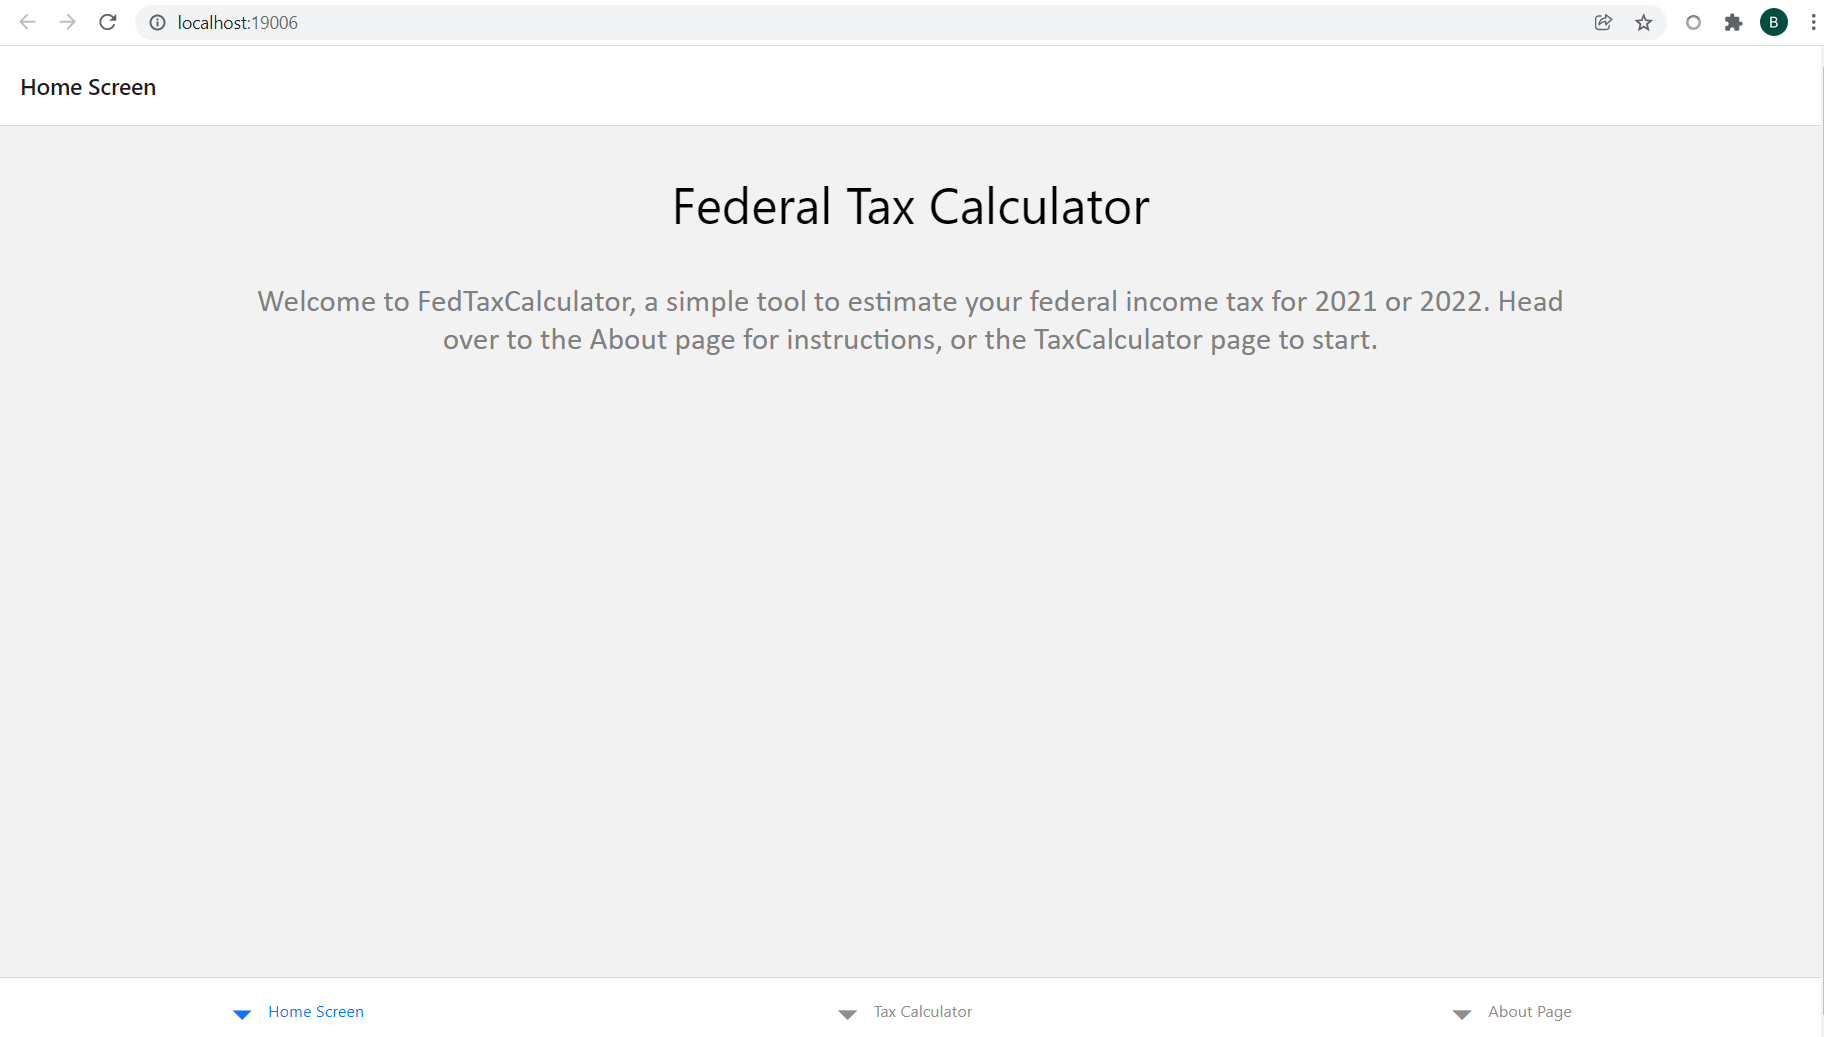 localhost:19006
B
Home Screen
Federal Tax Calculator
Welcome to FedTaxCalculator, a simple tool to estimate your federal income tax for 2021 or 2022. Head
over to the About page for instructions, or the TaxCalculator page to start.
Home Screen
Tax Calculator
About Page